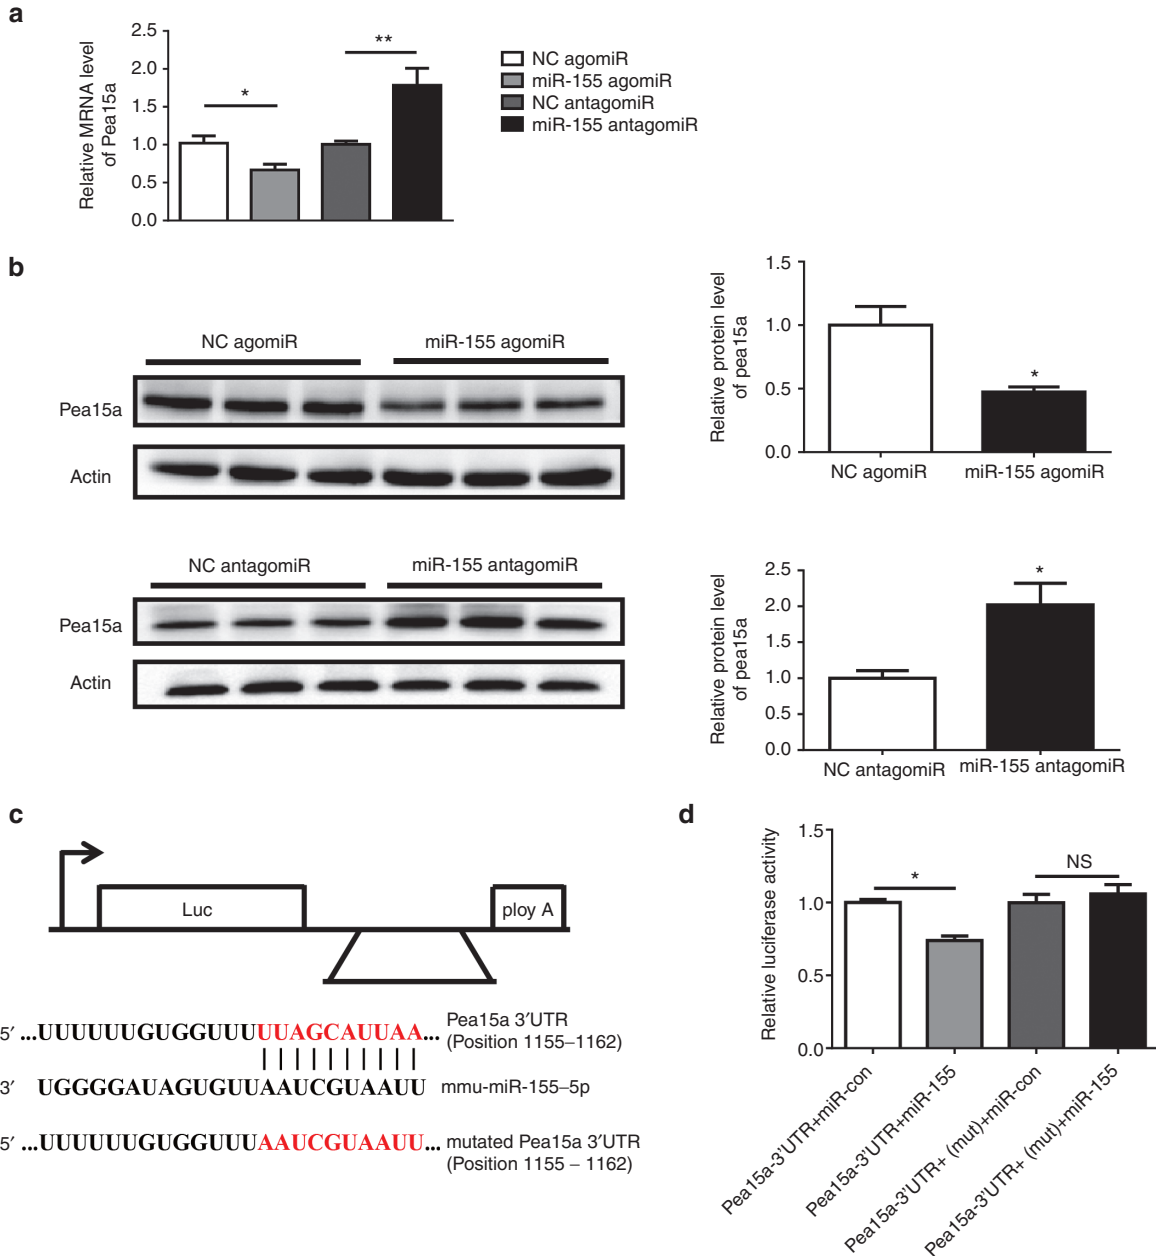 a
Relative MRNA level
of Pea15a
2.5
2.0
1.5
1.0
0.5
0.0
*
**
NC agomiR
miR-155 agomiR
NC antagomiR
miR-155 antagomiR
b
NC agomiR
miR-155 agomiR
Pea15a
Actin
Relative protein level
of pea15a
1.5
1.0
0.5
0.0
*
NC agomiR
miR-155 agomiR
NC antagomiR
miR-155 antagomiR
Pea15a
Actin
Relative protein level
of pea15a
2.5
2.0
1.5
1.0
0.5
0.0
*
NC antagomiR
miR-155 antagomiR
c
Luc
ploy A
5′ ...UUUUUUGUGGUUUUUAGCAUUAA...
Pea15a 3′UTR
(Position 1155–1162)
3′ UGGGGAUAGUGUUAAUCGUAAUU
mmu-miR-155–5p
5′ ...UUUUUUGUGGUUUAAUCGUAAUU...
mutated Pea15a 3′UTR
(Position 1155 – 1162)
d
Relative luciferase activity
1.5
1.0
0.5
0.0
*
NS
Pea15a-3′UTR+miR-con
Pea15a-3′UTR+miR-155
Pea15a-3′UTR+ (mut)+miR-con
Pea15a-3′UTR+ (mut)+miR-155